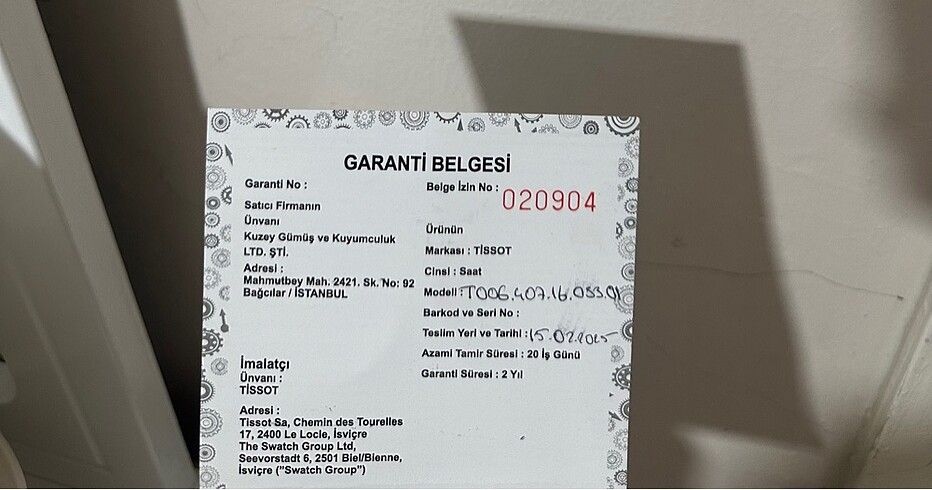 GARANTİ BELGESİ
Garanti No :
Satıcı Firmanın
Ünvanı
Kuzey Gümüş ve Kuyumculuk
LTD. ŞTİ.
Adresi :
Mahmutbey Mah. 2421. Sk. No: 92
Bağcılar / İSTANBUL
İmalatçı
Ünvanı :
TİSSOT
Adresi :
Tissot Sa, Chemin des Tourelles
17, 2400 Le Locle, İsviçre
The Swatch Group Ltd,
Seevorstadt 6, 2501 Biel/Bienne,
İsviçre ("Swatch Group")
Belge İzin No : 020904
Ürünün
Markası : TİSSOT
Cinsi : Saat
Modeli : T006.407.16.033.01
Barkod ve Seri No :
Teslim Yeri ve Tarihi : 15.02.2025
Azami Tamir Süresi : 20 İş Günü
Garanti Süresi : 2 Yıl